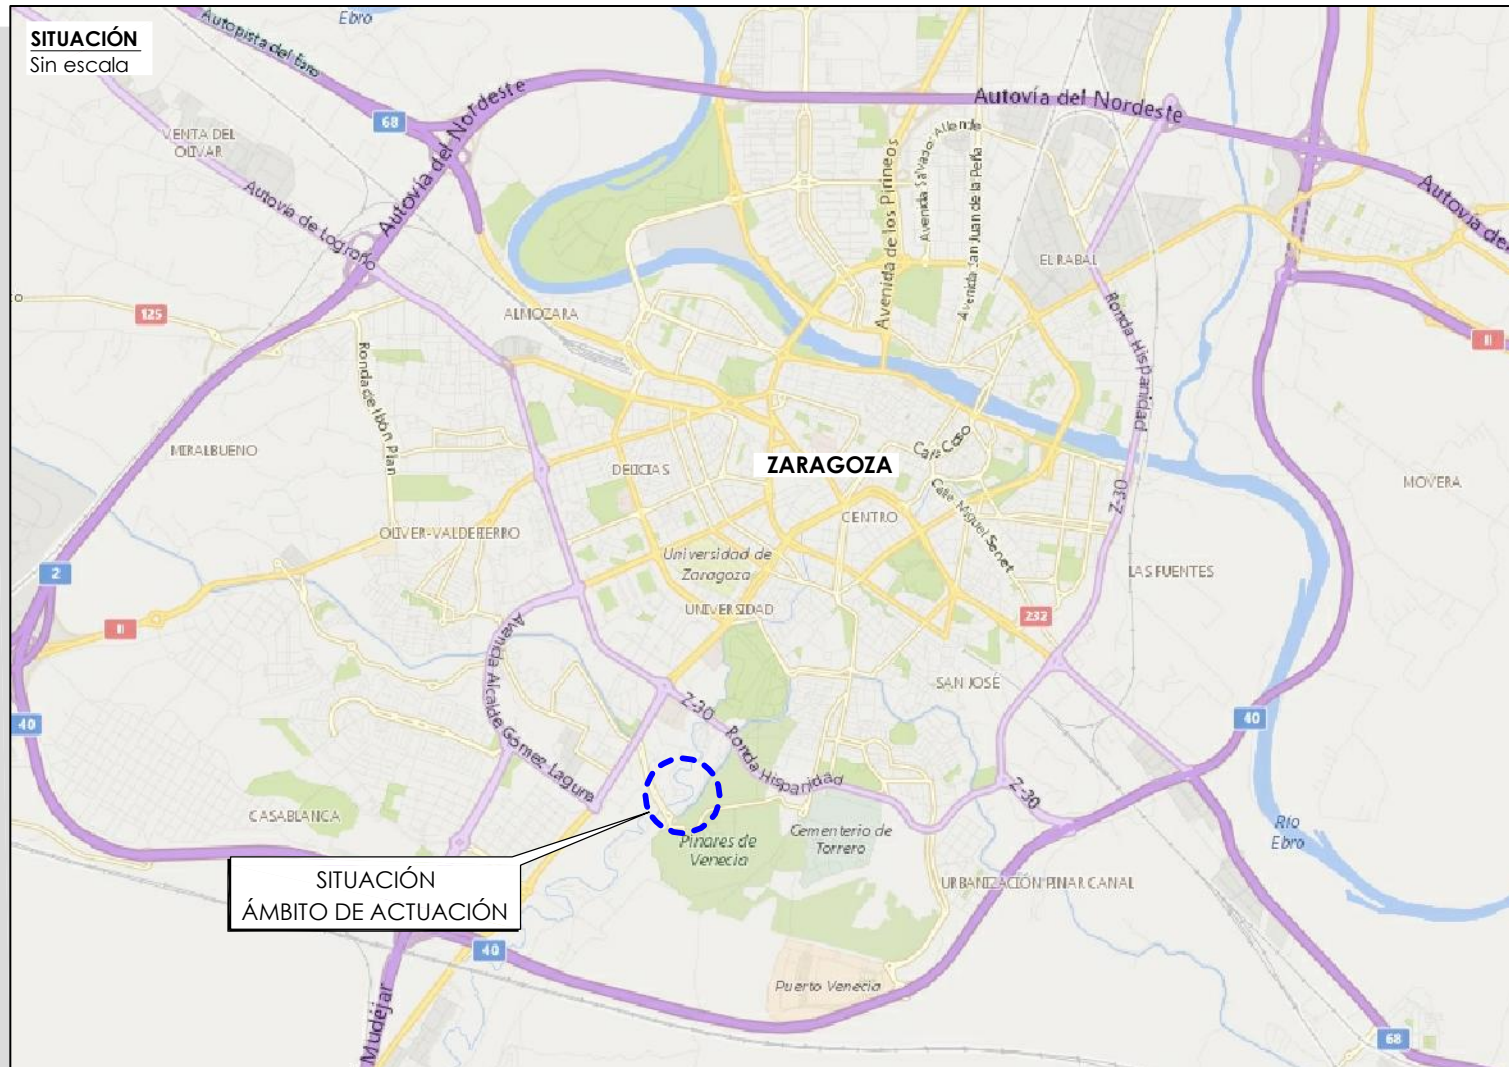 SITUACIÓN
Sin escala
Ebro
Autopista del Ebro
68
Autovía del Nordeste
Autovía del Nordeste
VENTA DEL
OLIVAR
Autovía de Logroño
Avenida de los Pirineos
Avenida Salvador Allende
Avenida San Juan de la Peña
Autovía del
EL RABAL
125
ALMOZARA
Ronda Hispanidad
II
Ronda de Ibón Plan
MIRALBUENO
DELICIAS
ZARAGOZA
Calle Coso
Z-30
MOVERA
OLIVER-VALDEFIERRO
CENTRO
Calle Miguel Servet
Universidad de
Zaragoza
LAS FUENTES
2
UNIVERSIDAD
232
II
Avenida Alcalde Gómez Laguna
SAN JOSÉ
40
Z-30
Ronda Hispanidad
40
Z-30
CASABLANCA
Pinares de
Venecia
Cementerio de
Torrero
Río
Ebro
SITUACIÓN
ÁMBITO DE ACTUACIÓN
URBANIZACIÓN PINAR CANAL
40
Puerto Venecia
Mudéjar
68